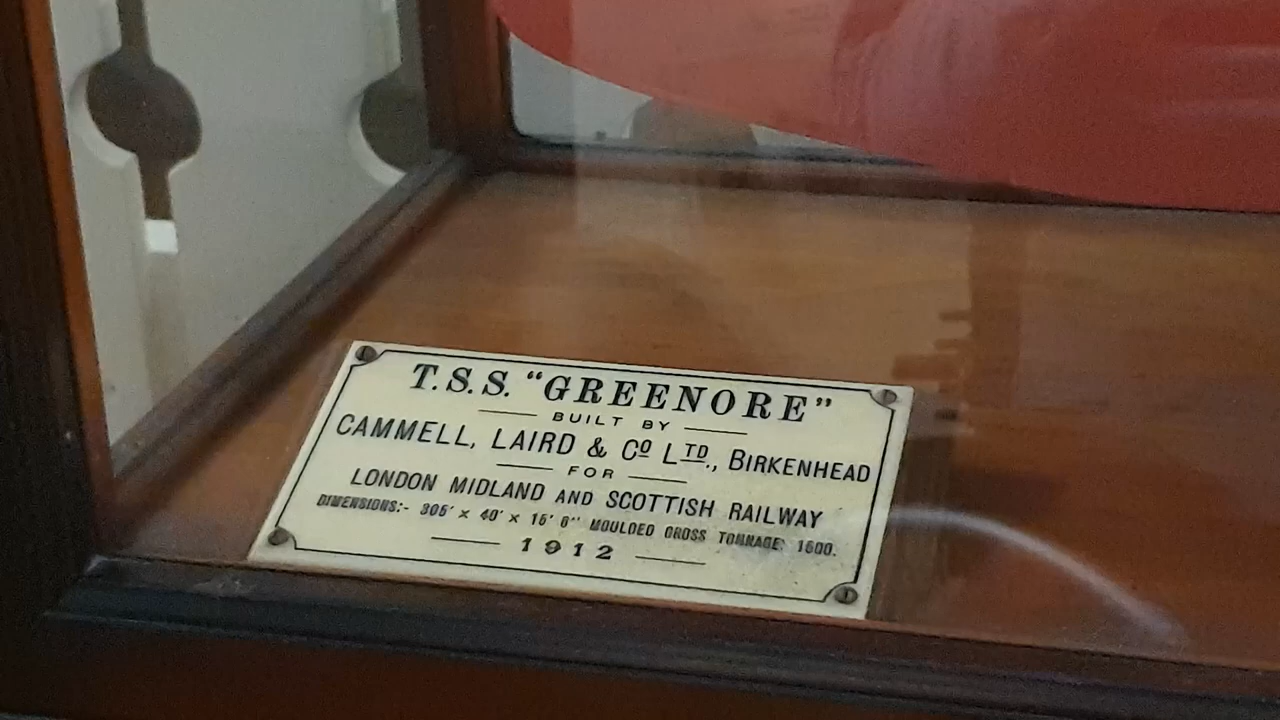 T.S.S. “GREENORE”
BUILT BY
CAMMELL, LAIRD & Cº LTD., BIRKENHEAD
FOR
LONDON MIDLAND AND SCOTTISH RAILWAY
DIMENSIONS:- 305' × 40' × 15' 6" MOULDED GROSS TONNAGE: 1600.
1912